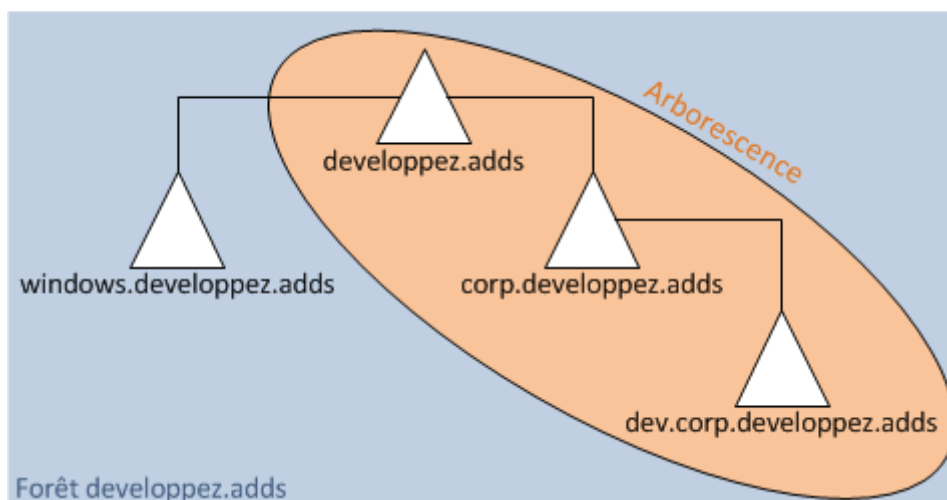 Arborescence
developpez.adds
windows.developpez.adds
corp.developpez.adds
dev.corp.developpez.adds
Forêt developpez.adds